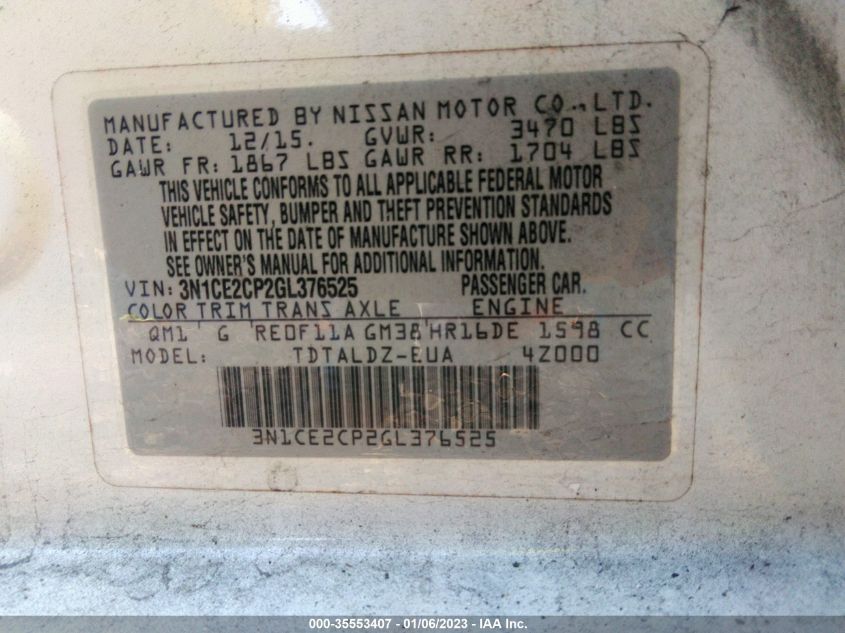 MANUFACTURED BY NISSAN MOTOR CO., LTD.
DATE: 12/15. GVWR: 3470 LBS
GAWR FR: 1867 LBS GAWR RR: 1704 LBS
THIS VEHICLE CONFORMS TO ALL APPLICABLE FEDERAL MOTOR
VEHICLE SAFETY, BUMPER AND THEFT PREVENTION STANDARDS
IN EFFECT ON THE DATE OF MANUFACTURE SHOWN ABOVE.
SEE OWNER'S MANUAL FOR ADDITIONAL INFORMATION.
VIN: 3N1CE2CP2GL376525 PASSENGER CAR.
COLOR TRIM TRANS AXLE ENGINE
QM1 G RE0F11A GM38 HR16DE 1598 CC
MODEL: TDTALDZ-EUA 4Z000
3N1CE2CP2GL376525
000-35553407 - 01/06/2023 - © IAA Inc.